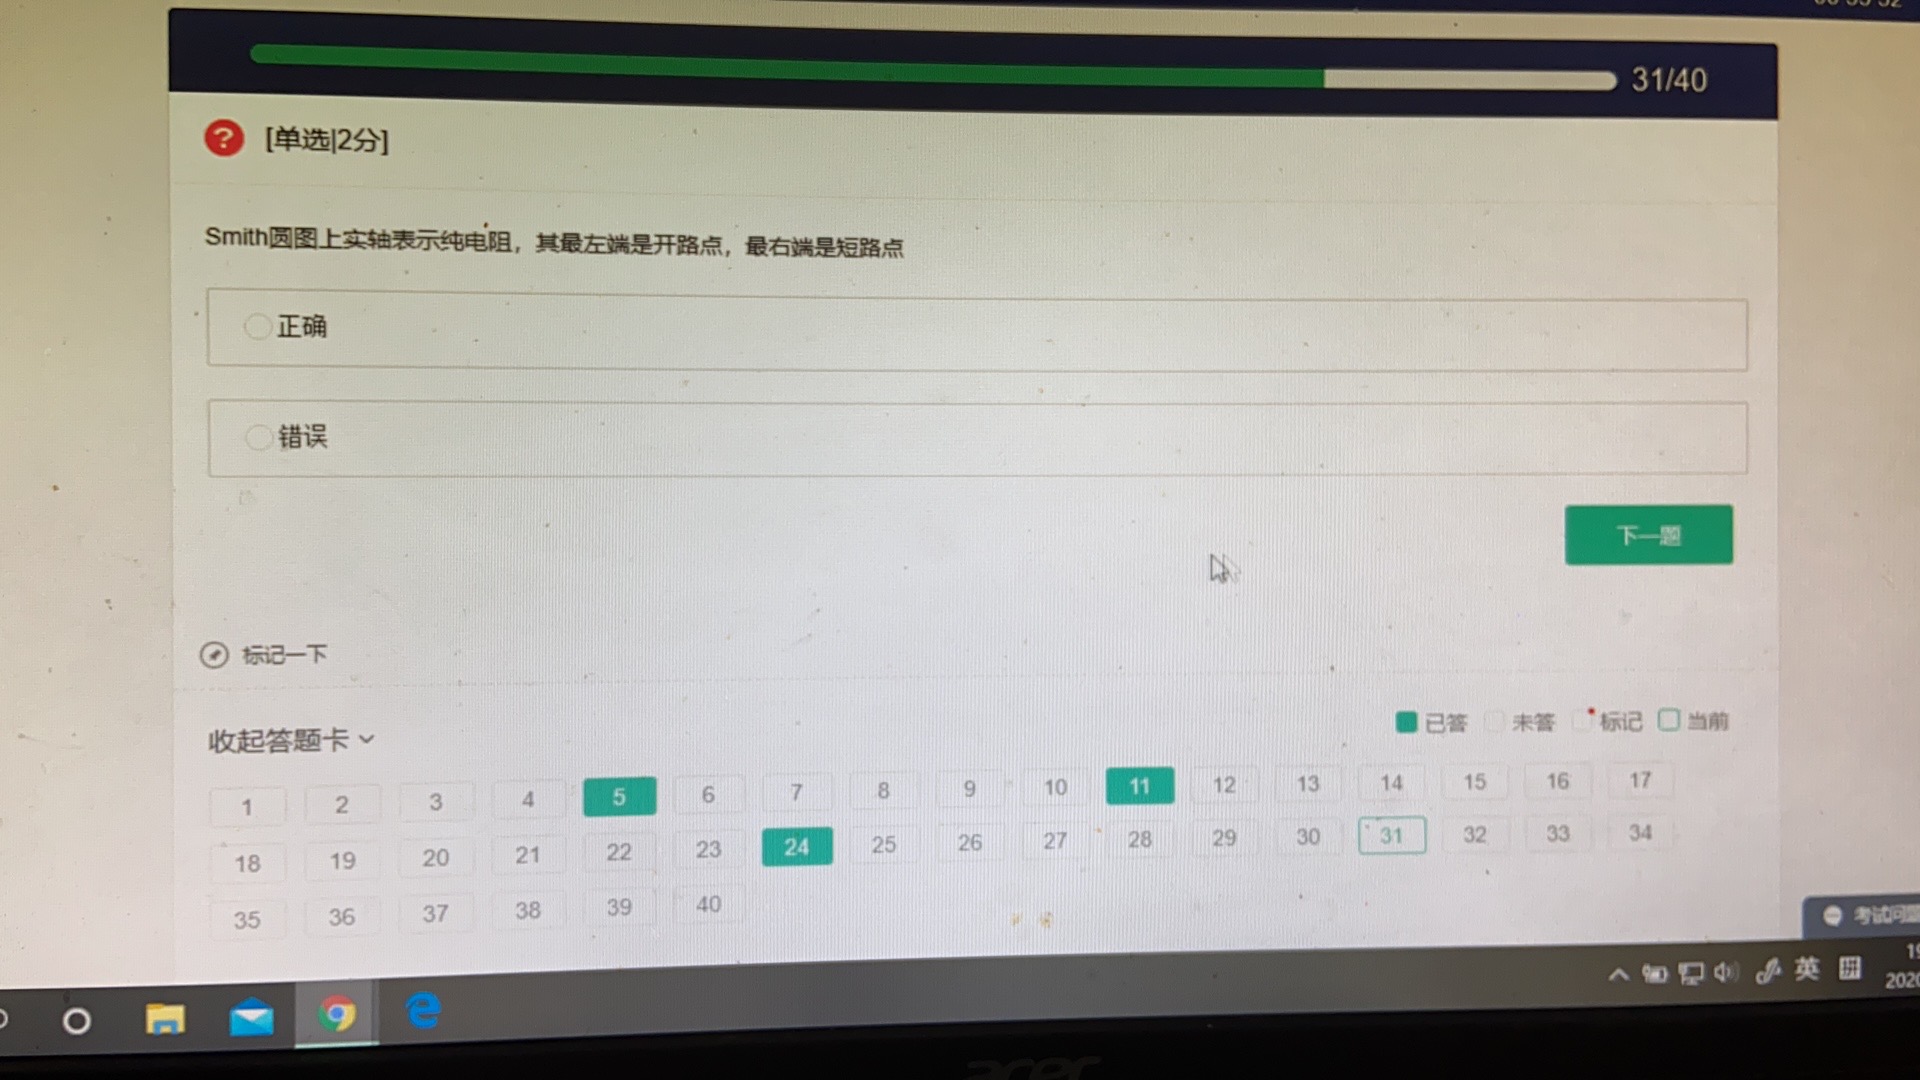 31/40
?
[单选|2分]
Smith圆图上实轴表示纯电阻，其最左端是开路点，最右端是短路点
正确
错误
下一题
标记一下
收起答题卡
已答 未答 标记 当前
1 2 3 4 5 6 7 8 9 10 11 12 13 14 15 16 17
18 19 20 21 22 23 24 25 26 27 28 29 30 31 32 33 34
35 36 37 38 39 40
考试问题
英
2020
acer